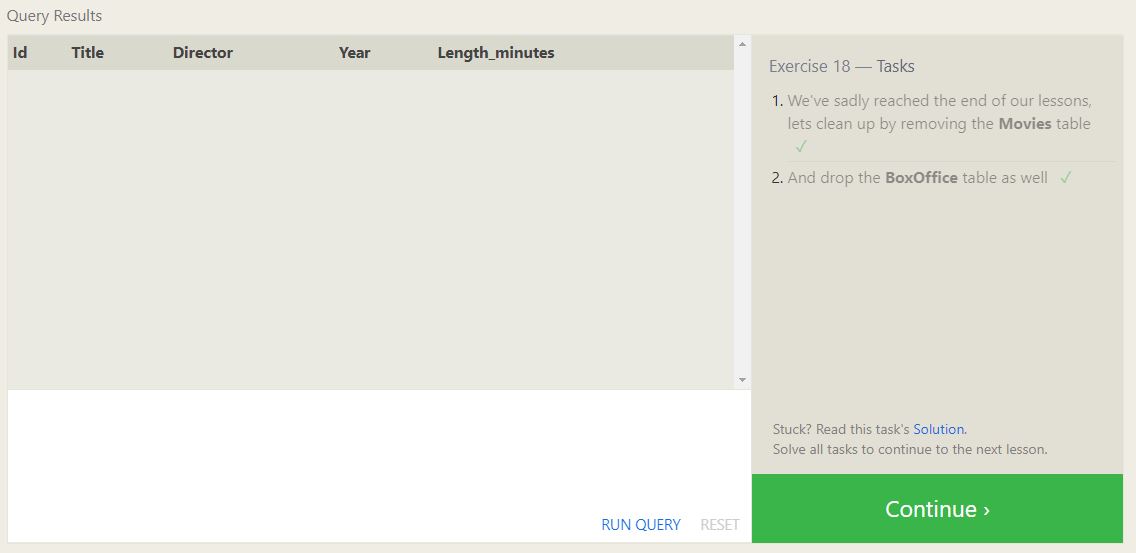 Query Results
Id Title Director Year Length_minutes
Exercise 18 — Tasks
1. We've sadly reached the end of our lessons,
lets clean up by removing the Movies table
✓
2. And drop the BoxOffice table as well ✓
Stuck? Read this task's Solution.
Solve all tasks to continue to the next lesson.
RUN QUERY RESET
Continue ›